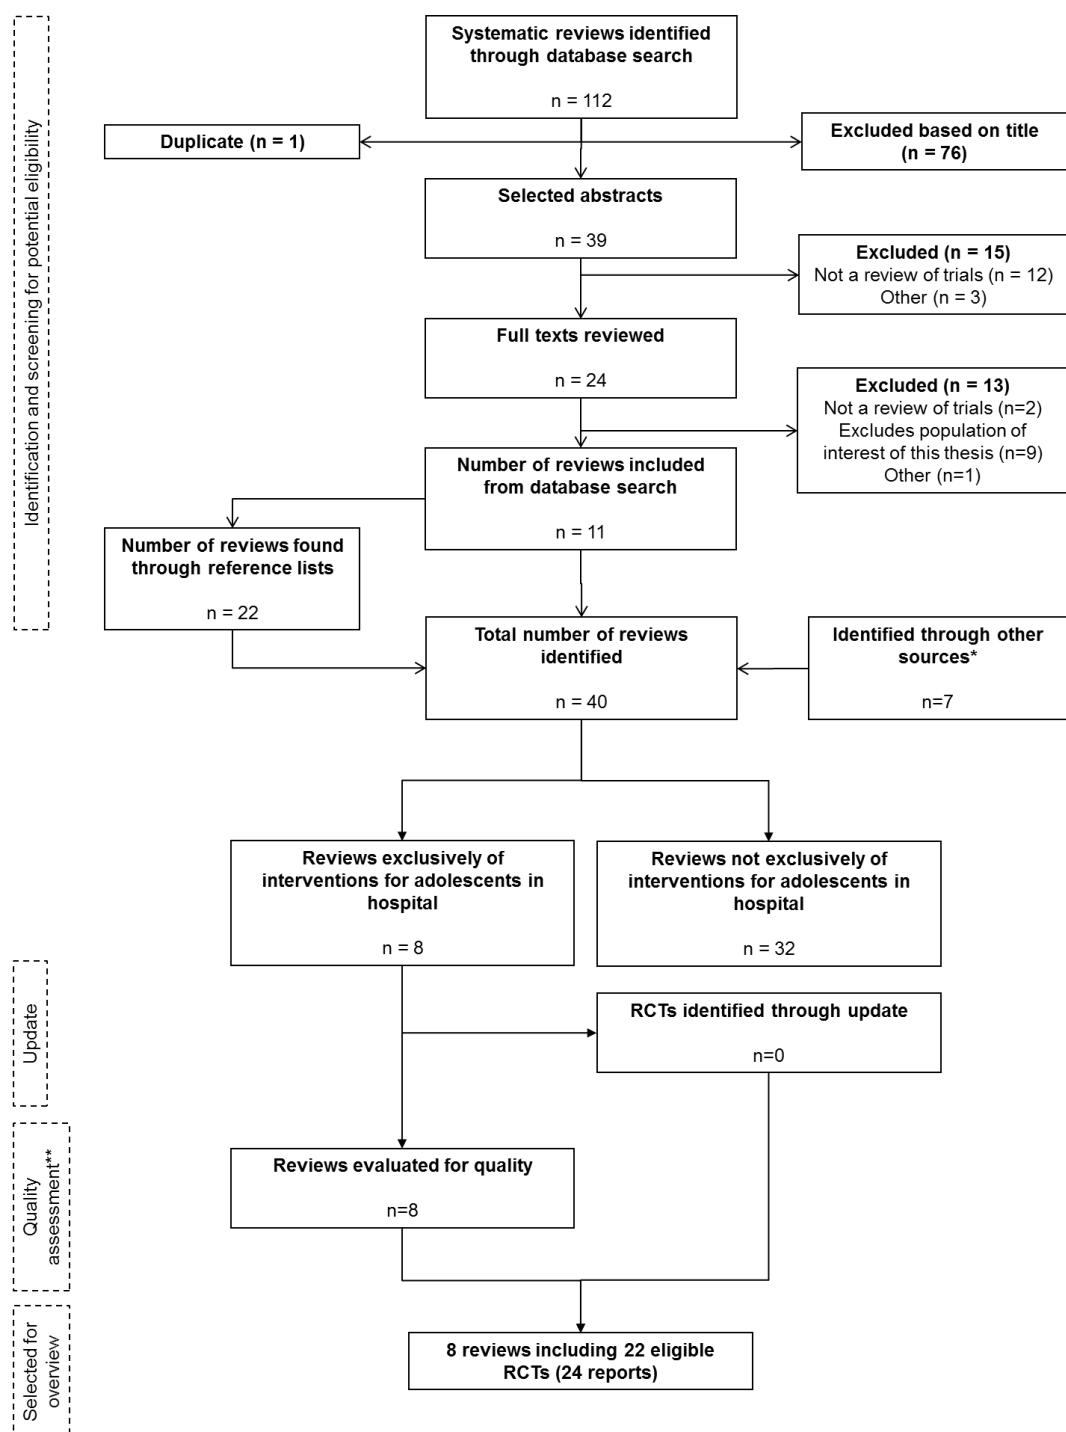 Identification and screening for potential eligibility
Systematic reviews identified
through database search
n = 112
Duplicate (n = 1)
Excluded based on title
(n = 76)
Selected abstracts
n = 39
Excluded (n = 15)
Not a review of trials (n = 12)
Other (n = 3)
Full texts reviewed
n = 24
Excluded (n = 13)
Not a review of trials (n=2)
Excludes population of
interest of this thesis (n=9)
Other (n=1)
Number of reviews included
from database search
n = 11
Number of reviews found
through reference lists
n = 22
Total number of reviews
identified
n = 40
Identified through other
sources*
n=7
Reviews exclusively of
interventions for adolescents in
hospital
n = 8
Reviews not exclusively of
interventions for adolescents in
hospital
n = 32
Update
RCTs identified through update
n=0
Quality
assessment**
Reviews evaluated for quality
n=8
Selected for
overview
8 reviews including 22 eligible
RCTs (24 reports)